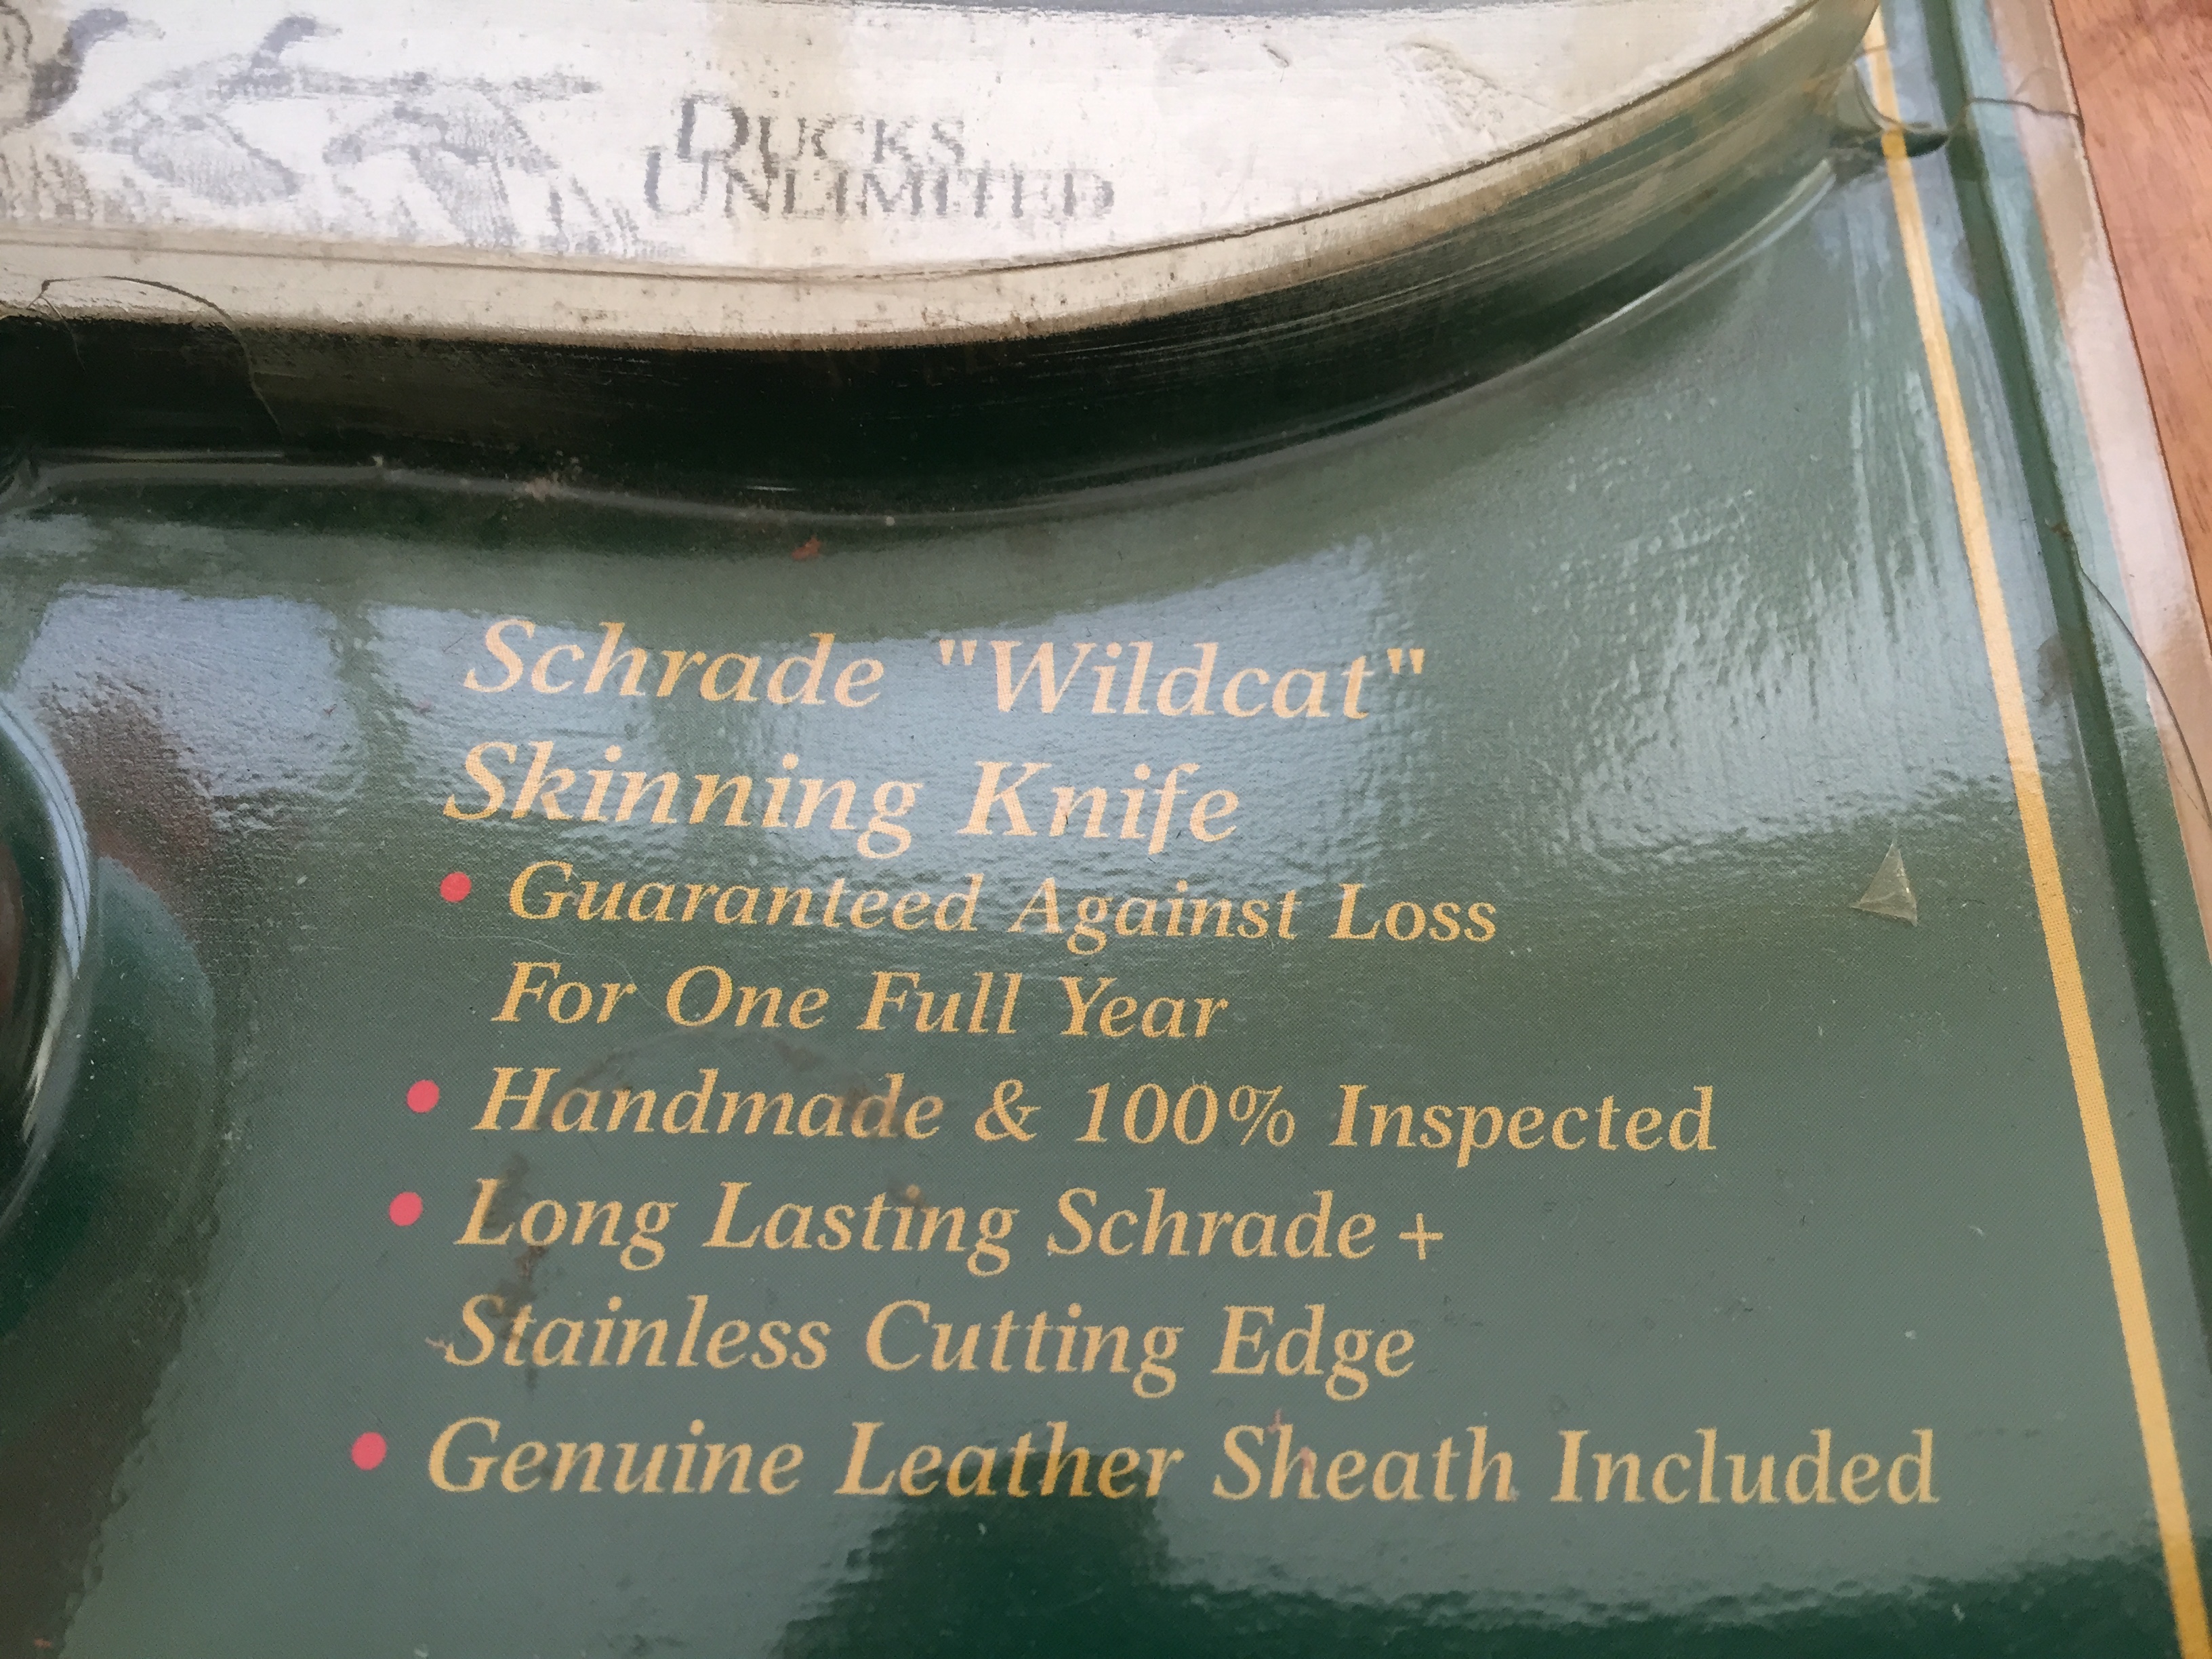 DUCKS
UNLIMITED
Schrade "Wildcat"
Skinning Knife
• Guaranteed Against Loss
For One Full Year
• Handmade & 100% Inspected
• Long Lasting Schrade +
Stainless Cutting Edge
• Genuine Leather Sheath Included